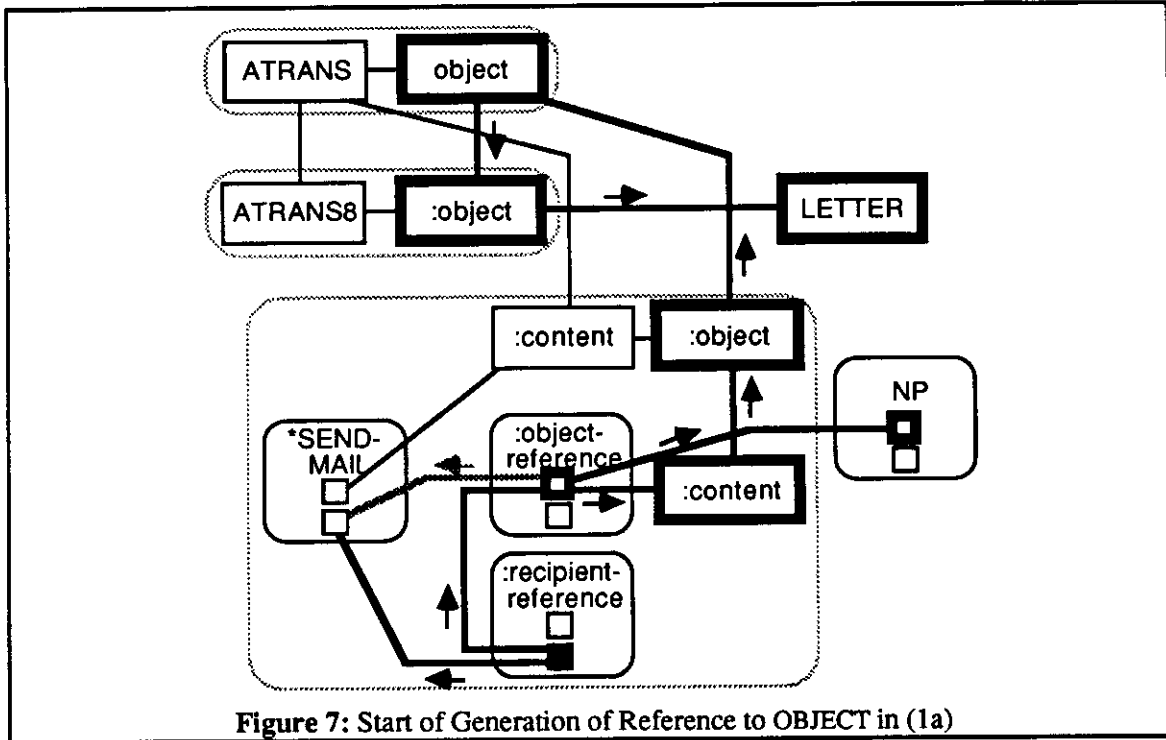 ATRANS
object
ATRANS8
:object
LETTER
:content
:object
NP
*SEND-
MAIL
:object-
reference
:content
:recipient-
reference
Figure 7: Start of Generation of Reference to OBJECT in (1a)